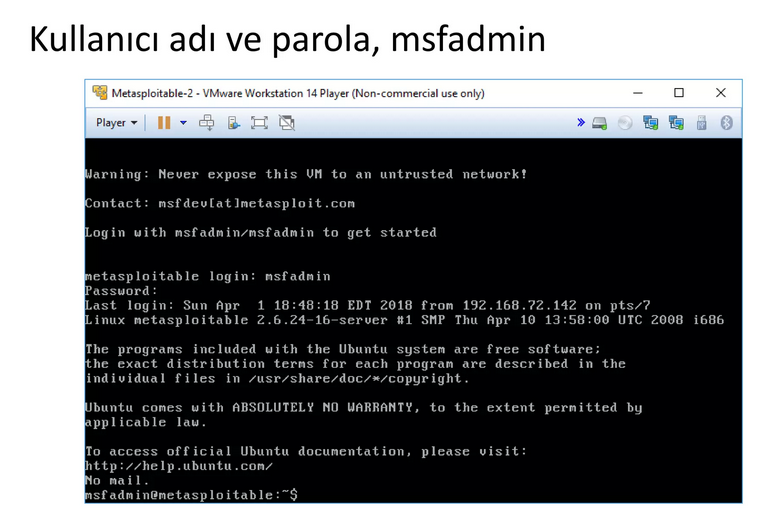 Kullanıcı adı ve parola, msfadmin
Metasploitable-2 - VMware Workstation 14 Player (Non-commercial use only)
Player
Warning: Never expose this VM to an untrusted network!
Contact: msfdev[at]metasploit.com
Login with msfadmin/msfadmin to get started
metasploitable login: msfadmin
Password:
Last login: Sun Apr  1 18:48:18 EDT 2018 from 192.168.72.142 on pts/7
Linux metasploitable 2.6.24-16-server #1 SMP Thu Apr 10 13:58:00 UTC 2008 i686
The programs included with the Ubuntu system are free software;
the exact distribution terms for each program are described in the
individual files in /usr/share/doc/*/copyright.
Ubuntu comes with ABSOLUTELY NO WARRANTY, to the extent permitted by
applicable law.
To access official Ubuntu documentation, please visit:
http://help.ubuntu.com/
No mail.
msfadmin@metasploitable:~$